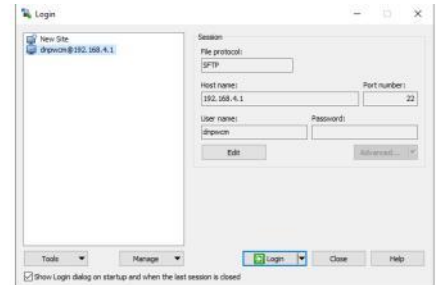 Login
New Site
dnpwcm@192.168.4.1
Session
File protocol:
SFTP
Host name:
Port number:
192.168.4.1
22
User name:
Password:
dnpwcm
Edit
Advanced...
Tools
Manage
Login
Close
Help
Show Login dialog on startup and when the last session is closed